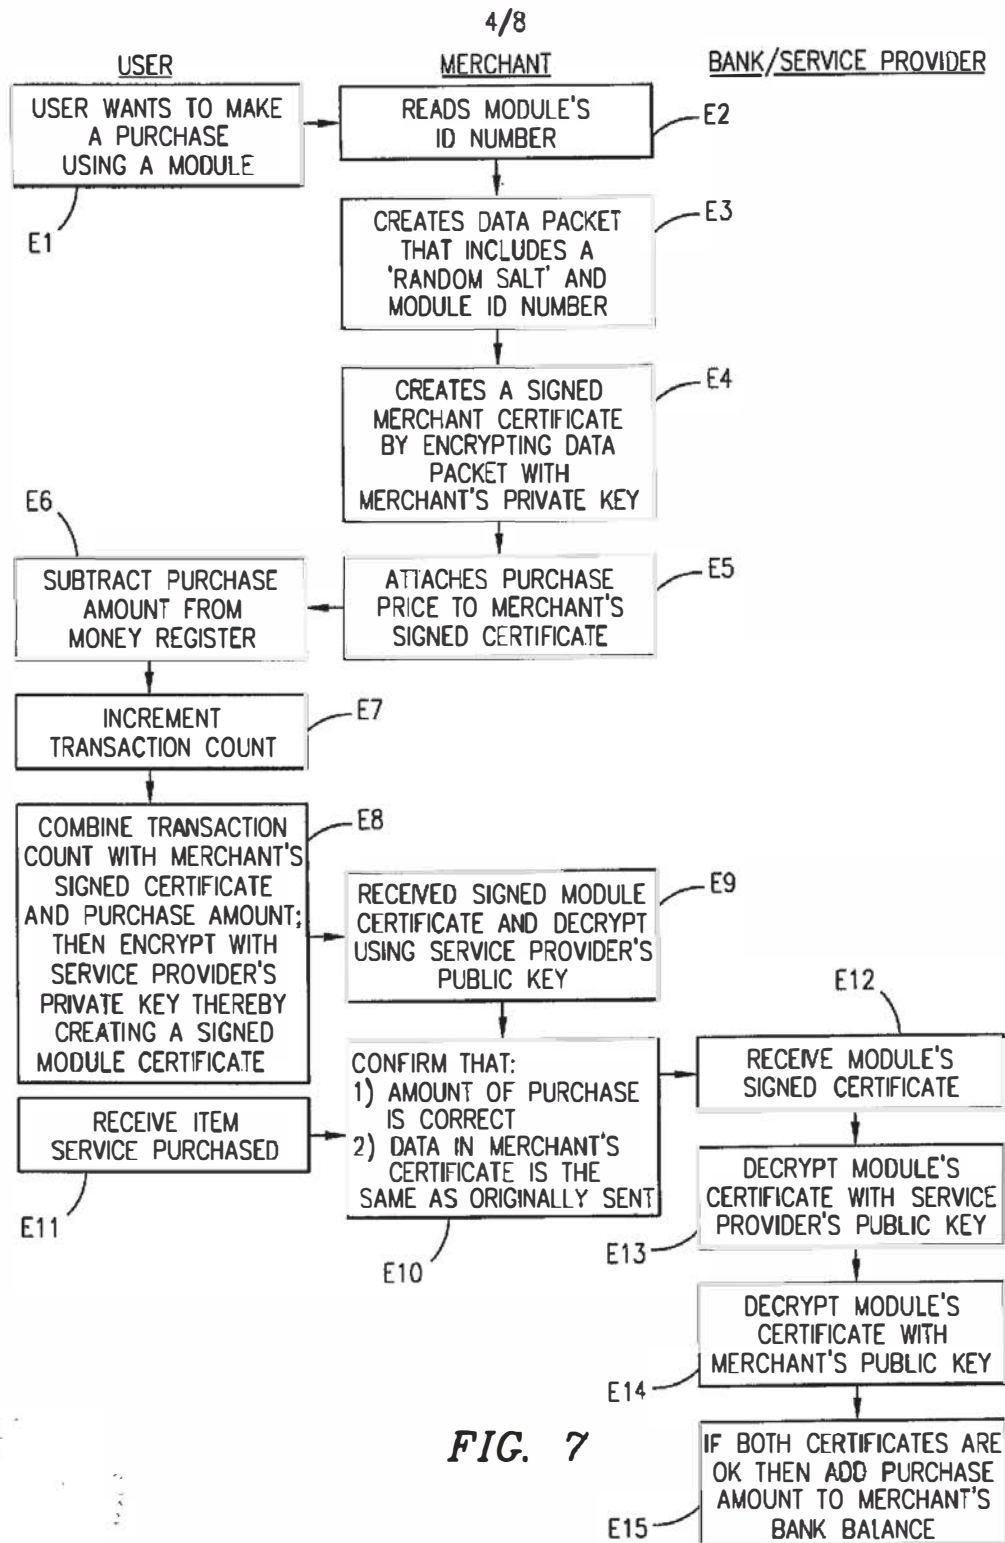 4/8
USER
MERCHANT
BANK/SERVICE PROVIDER
USER WANTS TO MAKE
A PURCHASE
USING A MODULE
E1
READS MODULE'S
ID NUMBER
E2
CREATES DATA PACKET
THAT INCLUDES A
'RANDOM SALT' AND
MODULE ID NUMBER
E3
CREATES A SIGNED
MERCHANT CERTIFICATE
BY ENCRYPTING DATA
PACKET WITH
MERCHANT'S PRIVATE KEY
E4
ATTACHES PURCHASE
PRICE TO MERCHANT'S
SIGNED CERTIFICATE
E5
E6
SUBTRACT PURCHASE
AMOUNT FROM
MONEY REGISTER
INCREMENT
TRANSACTION COUNT
E7
COMBINE TRANSACTION
COUNT WITH MERCHANT'S
SIGNED CERTIFICATE
AND PURCHASE AMOUNT;
THEN ENCRYPT WITH
SERVICE PROVIDER'S
PRIVATE KEY THEREBY
CREATING A SIGNED
MODULE CERTIFICATE
E8
RECEIVED SIGNED MODULE
CERTIFICATE AND DECRYPT
USING SERVICE PROVIDER'S
PUBLIC KEY
E9
CONFIRM THAT:
1) AMOUNT OF PURCHASE
IS CORRECT
2) DATA IN MERCHANT'S
CERTIFICATE IS THE
SAME AS ORIGINALLY SENT
E10
RECEIVE ITEM
SERVICE PURCHASED
E11
E12
RECEIVE MODULE'S
SIGNED CERTIFICATE
DECRYPT MODULE'S
CERTIFICATE WITH SERVICE
PROVIDER'S PUBLIC KEY
E13
DECRYPT MODULE'S
CERTIFICATE WITH
MERCHANT'S PUBLIC KEY
E14
IF BOTH CERTIFICATES ARE
OK THEN ADD PURCHASE
AMOUNT TO MERCHANT'S
BANK BALANCE
E15
FIG. 7